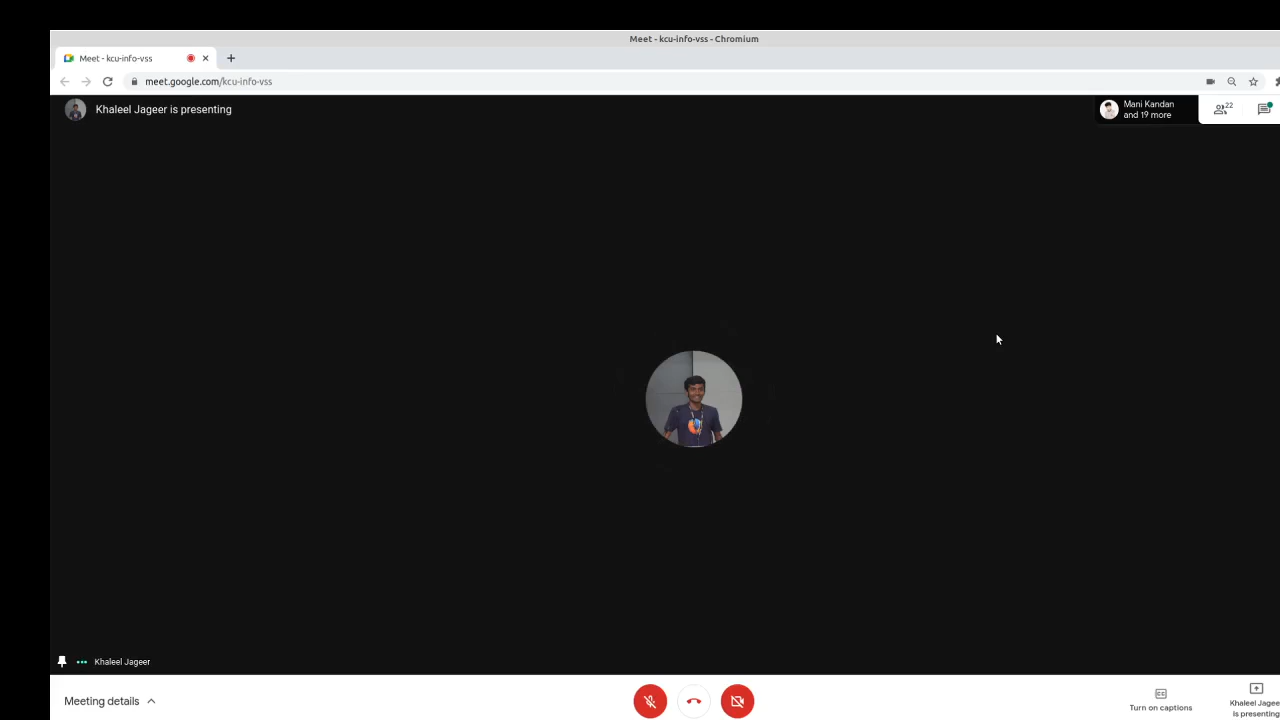 Meet - kcu-info-vss - Chromium
Meet - kcu-info-vss
meet.google.com/kcu-info-vss
Khaleel Jageer is presenting
Mani Kandan
and 19 more
22
Khaleel Jageer
Meeting details
Turn on captions
Khaleel Jagee
is presenting